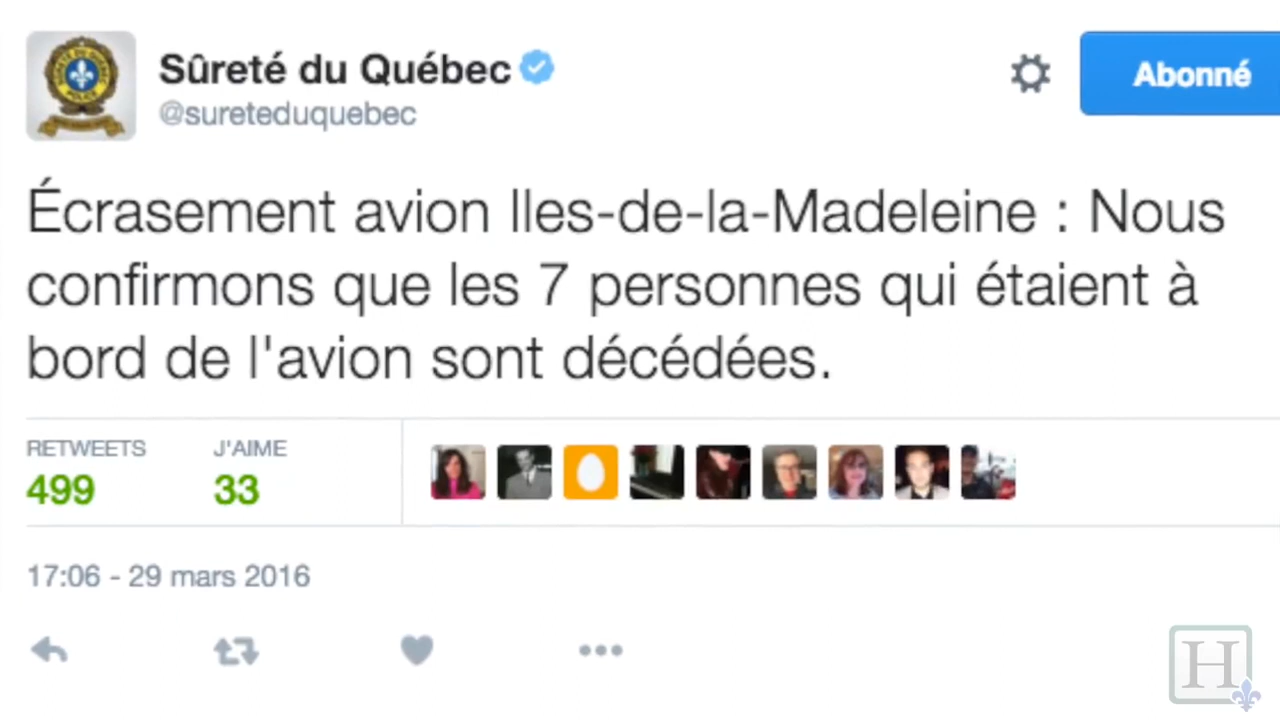 Sûreté du Québec
@sureteduquebec
Abonné
Écrasement avion Iles-de-la-Madeleine : Nous
confirmons que les 7 personnes qui étaient à
bord de l'avion sont décédées.
RETWEETS J'AIME
499 33
17:06 - 29 mars 2016
H